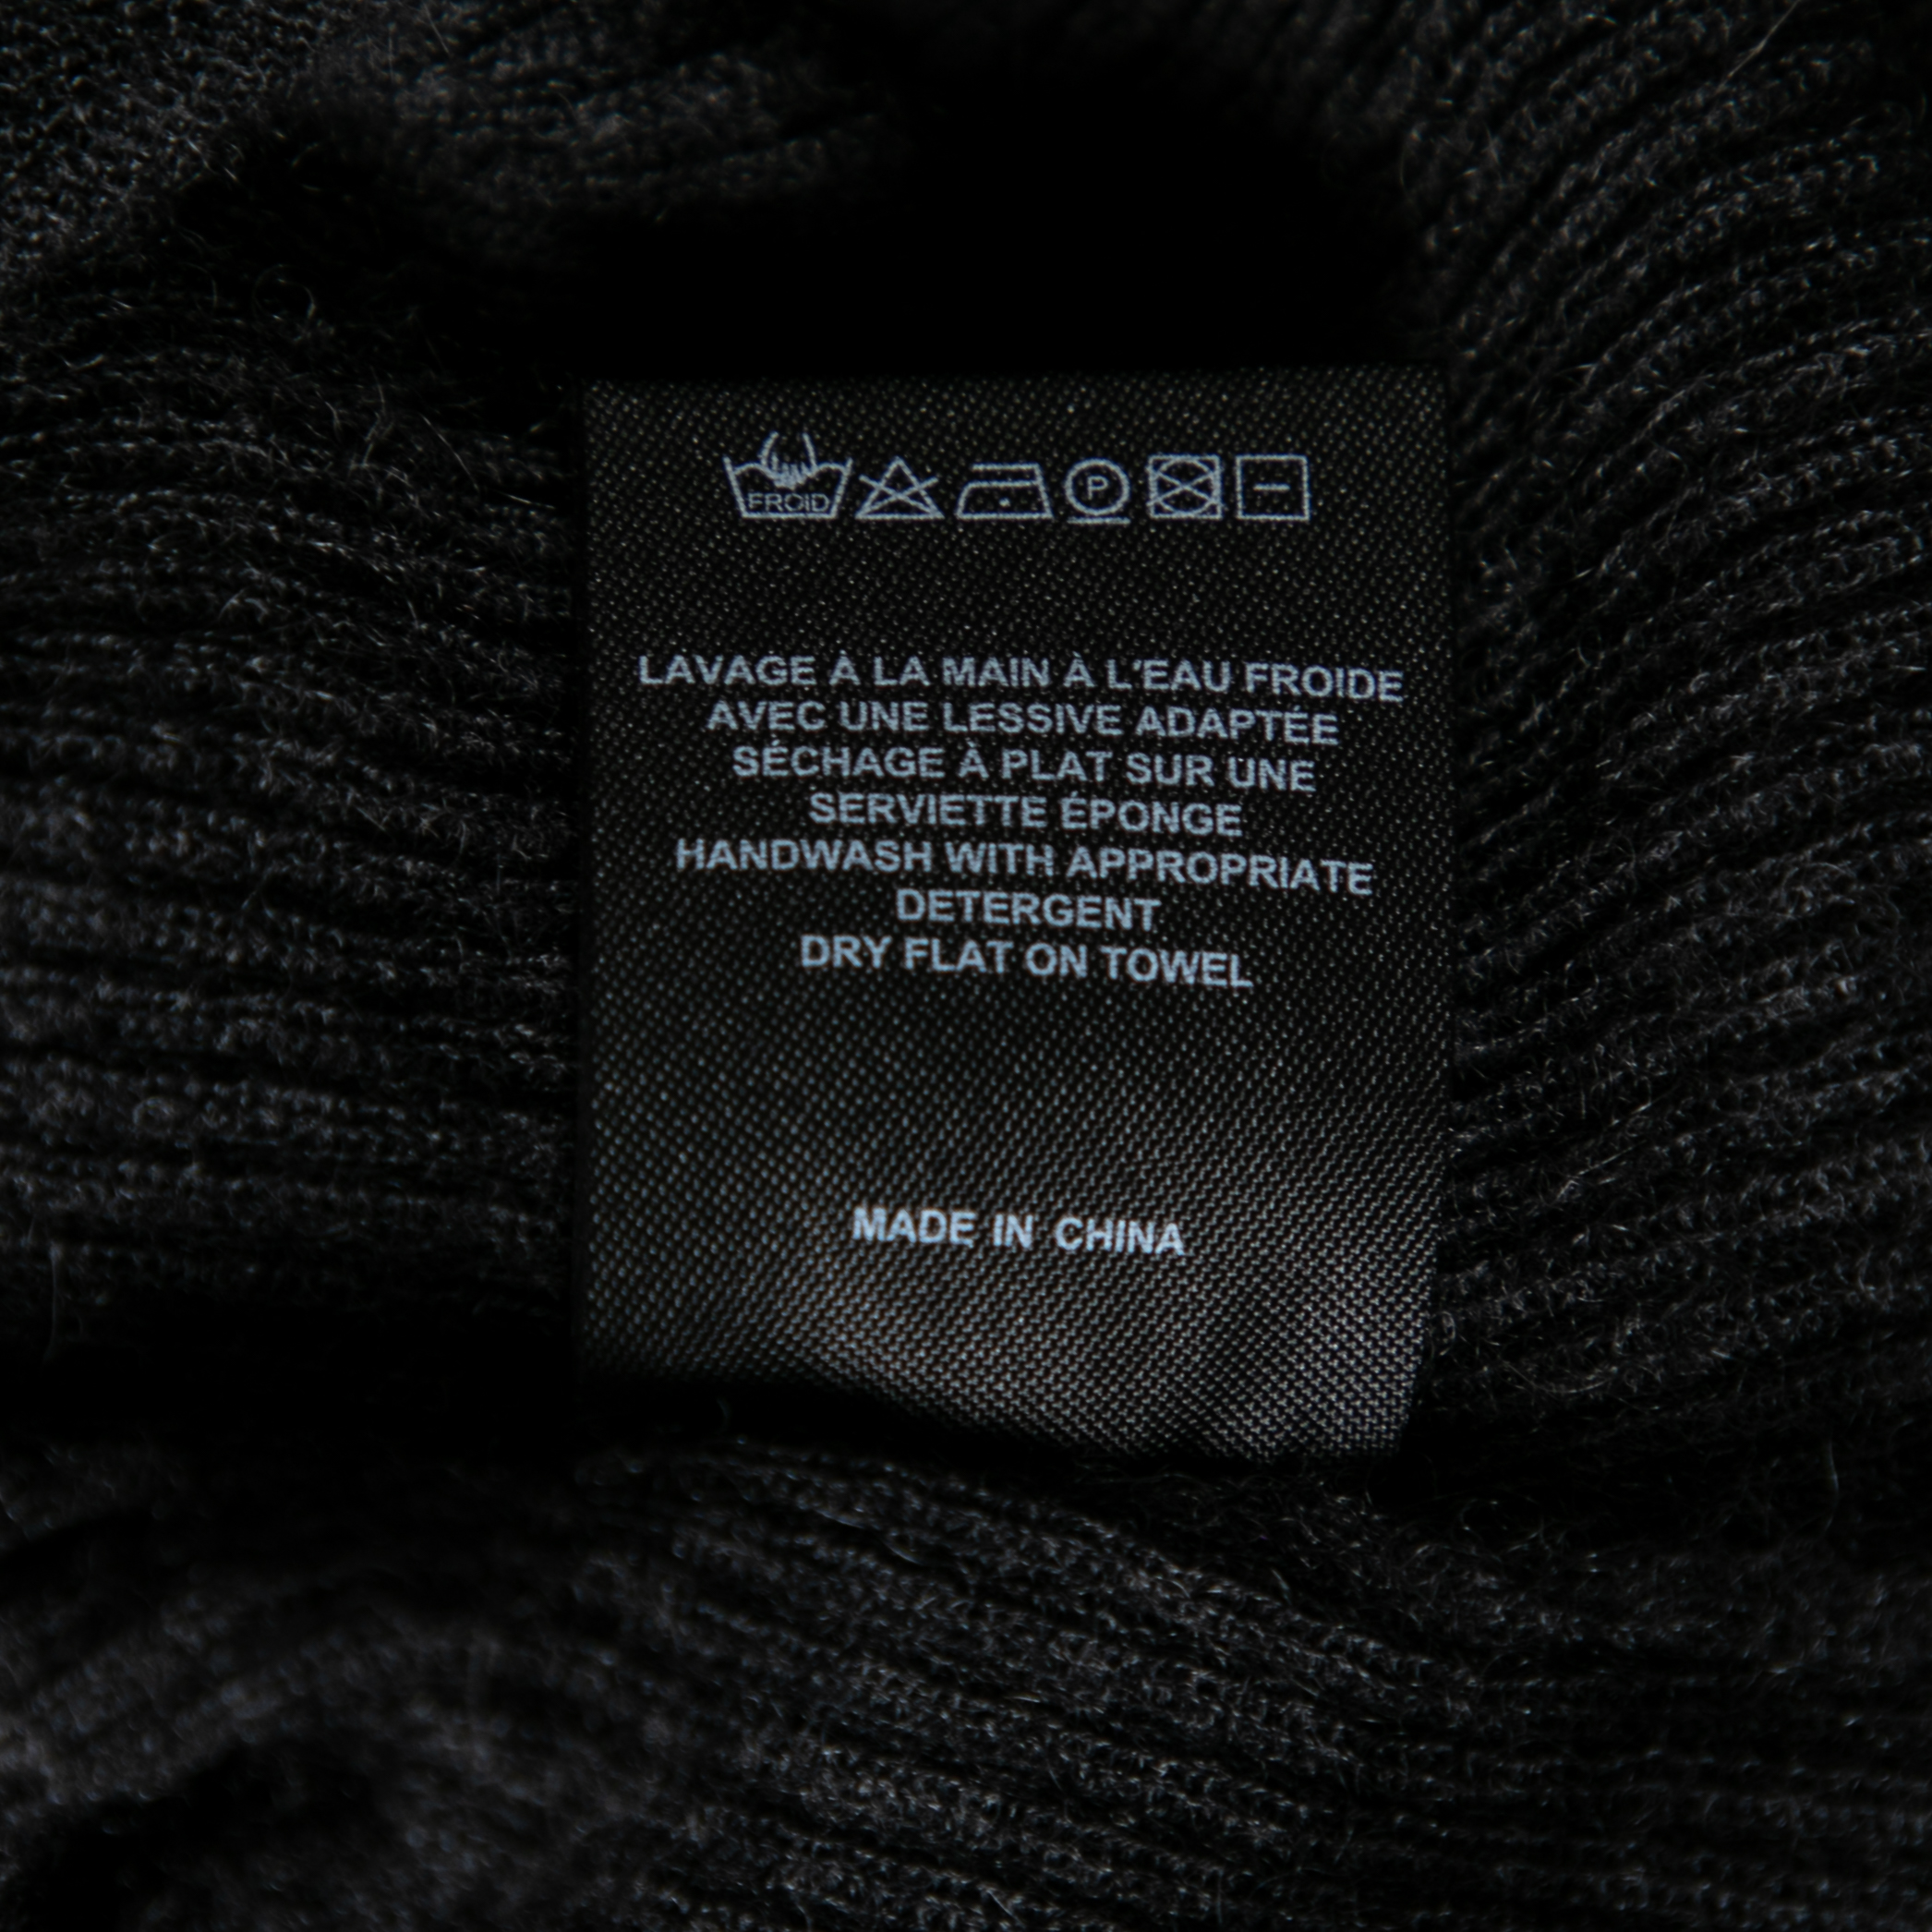 FROID P
LAVAGE À LA MAIN À L'EAU FROIDE
AVEC UNE LESSIVE ADAPTÉE
SÉCHAGE À PLAT SUR UNE
SERVIETTE ÉPONGE
HANDWASH WITH APPROPRIATE
DETERGENT
DRY FLAT ON TOWEL
MADE IN CHINA